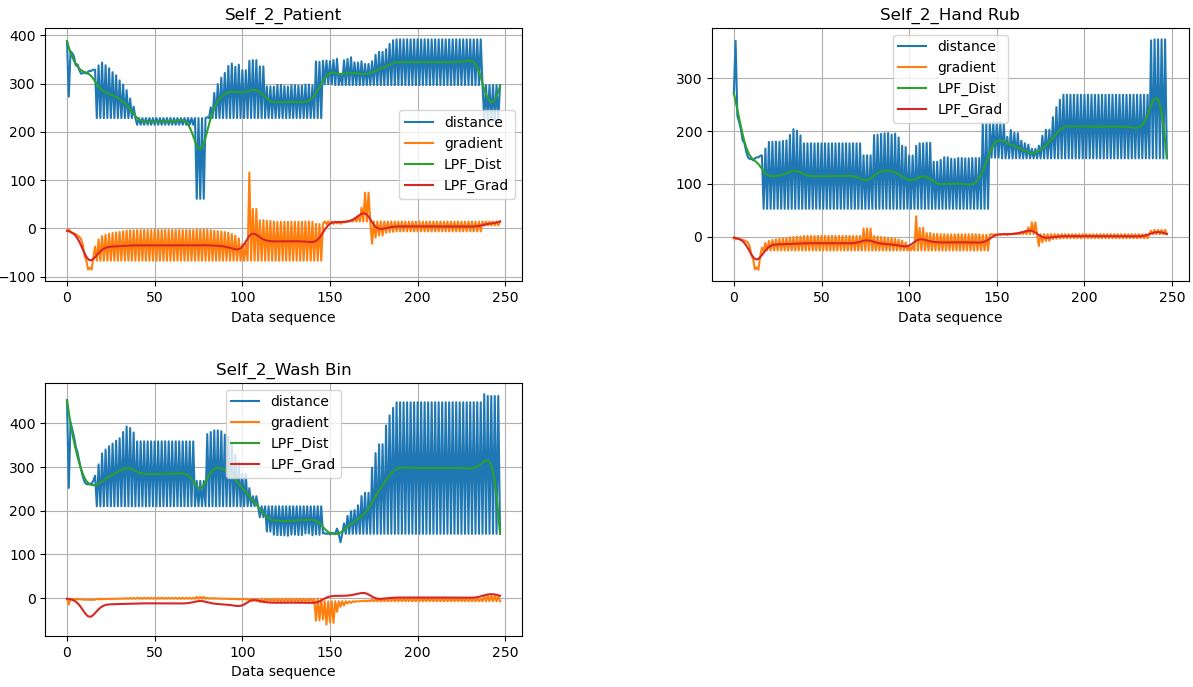 Self_2_Patient
400
300
200
100
0
−100
distance
gradient
LPF_Dist
LPF_Grad
0 50 100 150 200 250
Data sequence
Self_2_Hand Rub
300
200
100
0
distance
gradient
LPF_Dist
LPF_Grad
0 50 100 150 200 250
Data sequence
Self_2_Wash Bin
400
300
200
100
0
distance
gradient
LPF_Dist
LPF_Grad
0 50 100 150 200 250
Data sequence